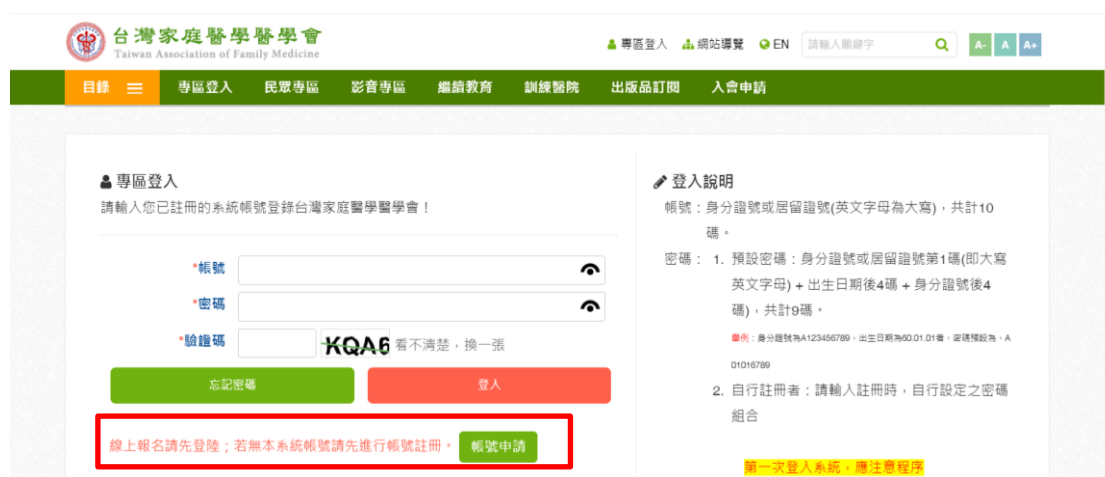 台灣家庭醫醫學會
Taiwan Association of Family Medicine
專區登入 網站導覽 EN 請輸入關鍵字 A- A A+
目錄 專區登入 民眾專區 影音專區 繼續教育 訓練醫院 出版品訂閱 入會申請
專區登入
請輸入您已註冊的系統帳號登錄台灣家庭醫學醫學會！
*帳號
*密碼
*驗證碼 KQA6 看不清楚，換一張
忘記密碼 登入
線上報名請先登陸；若無本系統帳號請先進行帳號註冊。 帳號申請
登入說明
帳號：身分證號或居留證號(英文字母為大寫)，共計10
碼。
密碼： 1. 預設密碼：身分證號或居留證號第1碼(即大寫
英文字母) + 出生日期後4碼 + 身分證號後4
碼)，共計9碼。
舉例：身分證號為A123456789，出生日期為60.01.01者，密碼預設為，A
01016789
2. 自行註冊者：請輸入註冊時，自行設定之密碼
組合
第一次登入系統，應注意程序